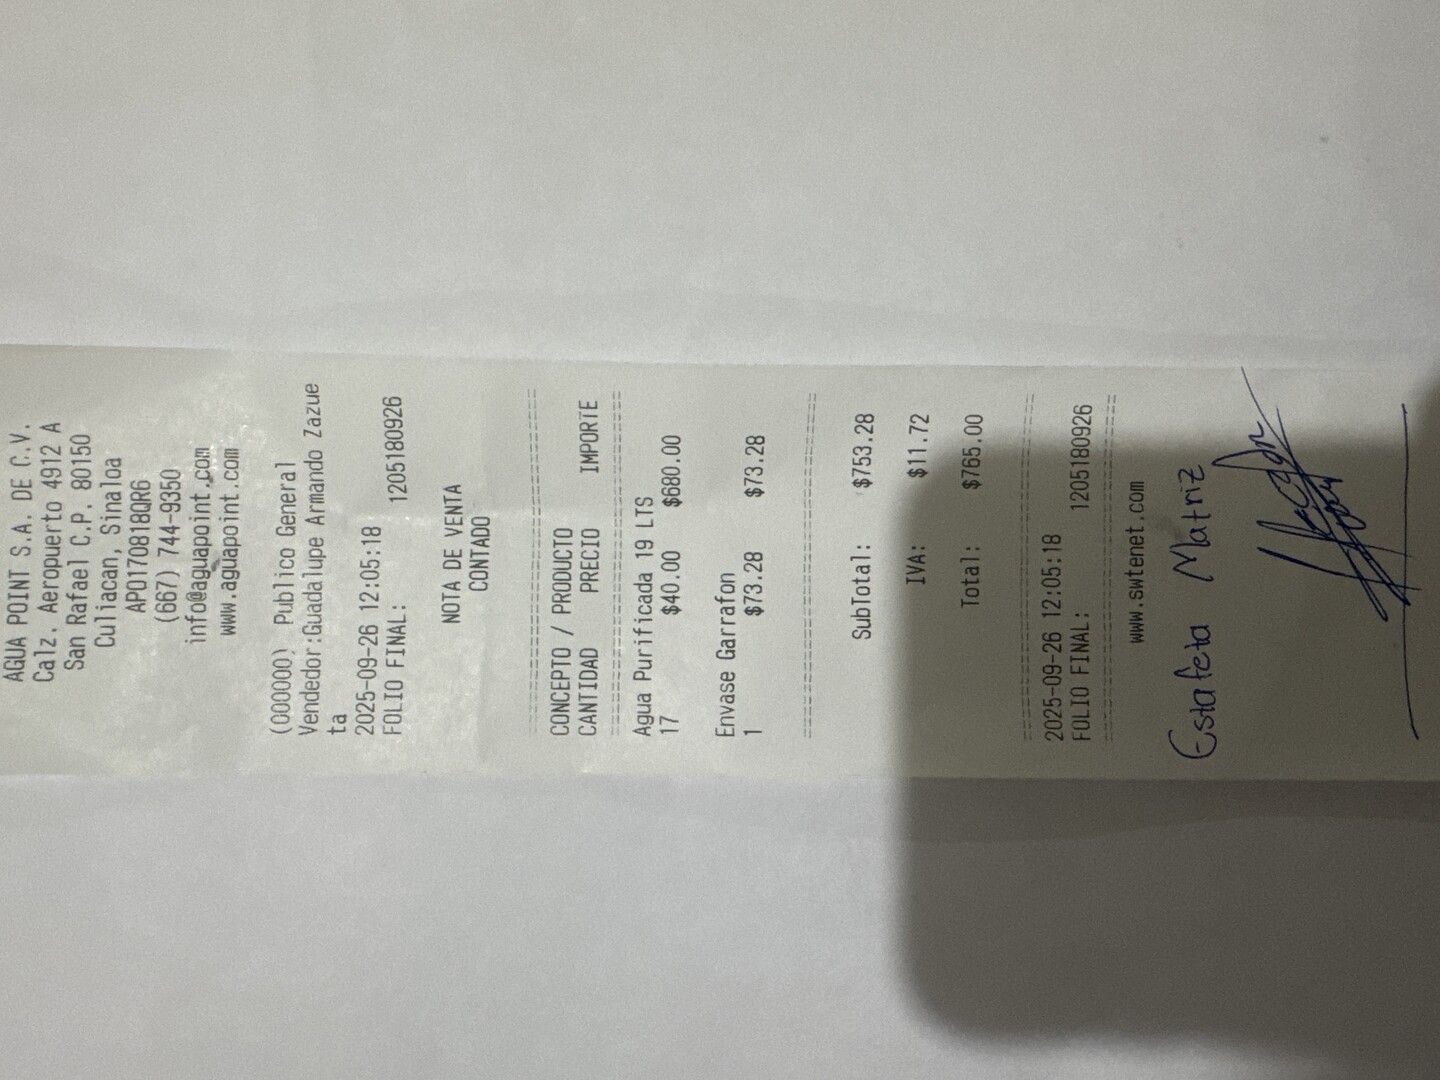 AGUA POINT S.A. DE C.V.
Calz. Aeropuerto 4912 A
San Rafael C.P. 80150
Culiacan, Sinaloa
APO170818QR6
(667) 744-9350
info@aguapoint.com
www.aguapoint.com
(000000) Publico General
Vendedor:Guadalupe Armando Zazue
ta
2025-09-26 12:05:18
FOLIO FINAL: 1205180926
NOTA DE VENTA
CONTADO
CONCEPTO / PRODUCTO
CANTIDAD PRECIO IMPORTE
Agua Purificada 19 LTS
17 $40.00 $680.00
Envase Garrafon
1 $73.28 $73.28
SubTotal: $753.28
IVA: $11.72
Total: $765.00
2025-09-26 12:05:18
FOLIO FINAL: 1205180926
www.swtenet.com
Estafeta Matriz